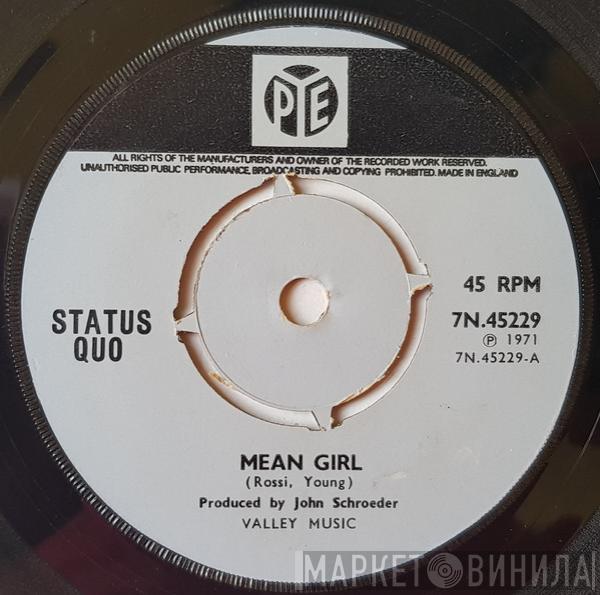 PYE
ALL RIGHTS OF THE MANUFACTURERS AND OWNER OF THE RECORDED WORK RESERVED.
UNAUTHORISED PUBLIC PERFORMANCE, BROADCASTING AND COPYING PROHIBITED. MADE IN ENGLAND
STATUS
QUO
45 RPM
7N.45229
Ⓟ 1971
7N.45229-A
MEAN GIRL
(Rossi, Young)
Produced by John Schroeder
VALLEY MUSIC
МАРКЕТ ВИНИЛА